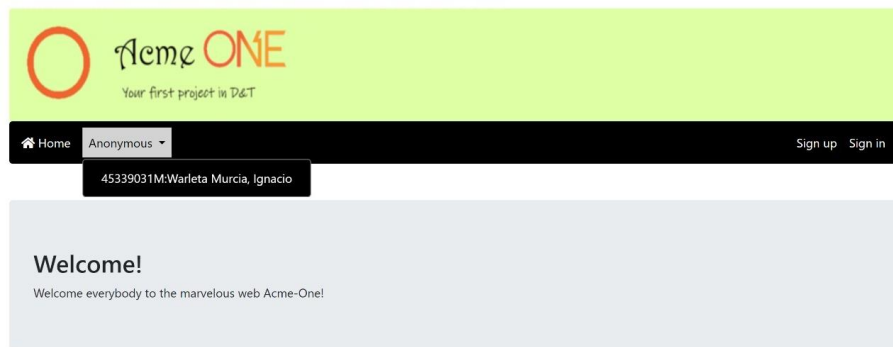 Acme ONE
Your first project in D&T
Home Anonymous Sign up Sign in
45339031M:Warleta Murcia, Ignacio
Welcome!
Welcome everybody to the marvelous web Acme-One!